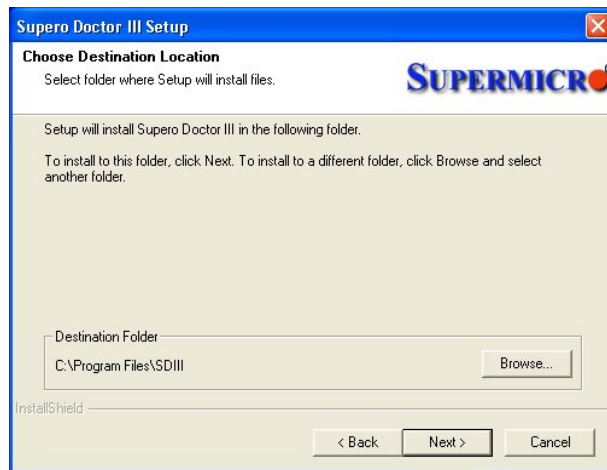 Supero Doctor III Setup
Choose Destination Location
Select folder where Setup will install files.
SUPERMICR
Setup will install Supero Doctor III in the following folder.
To install to this folder, click Next. To install to a different folder, click Browse and select
another folder.
Destination Folder
C:\Program Files\SDIII
Browse...
InstallShield
< Back
Next >
Cancel